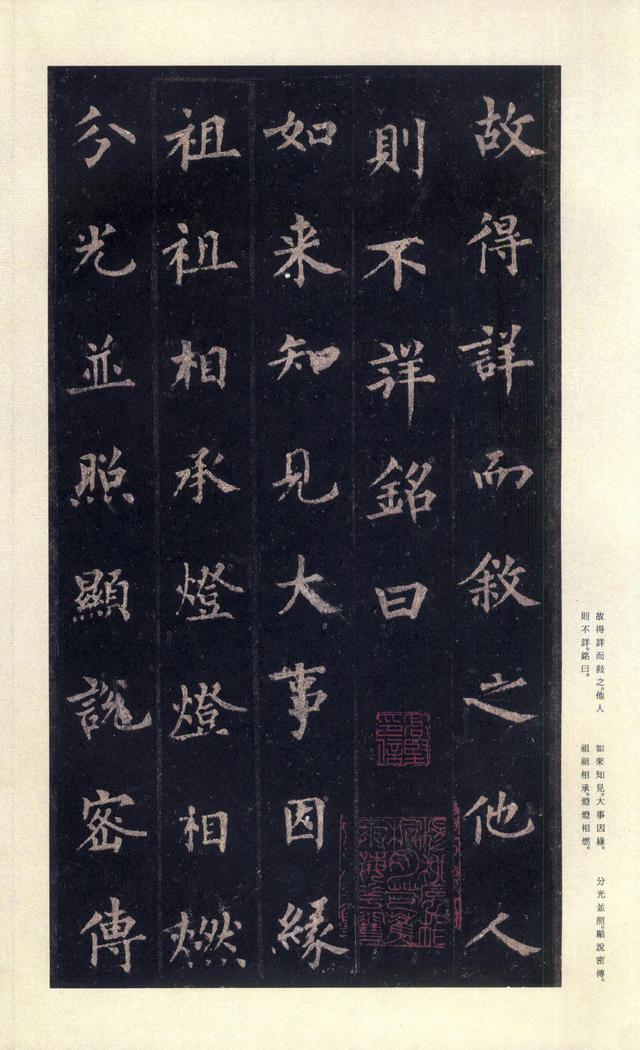 故得詳而敘之他人
則不詳銘曰
如来知見大事因縁
祖祖相承燈燈相燃
分光並照顯說密傳
故得詳而敍之。他人
則不詳。銘曰。
如來知見。大事因緣。
祖祖相承。燈燈相燃。
分光並照。顯說密傳。